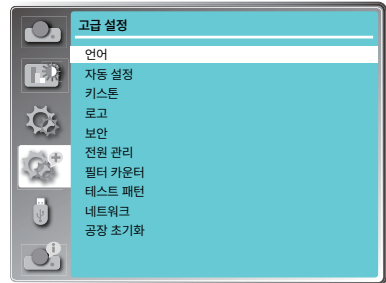 고급 설정
언어
자동 설정
키스톤
로고
보안
전원 관리
필터 카운터
테스트 패턴
네트워크
공장 초기화